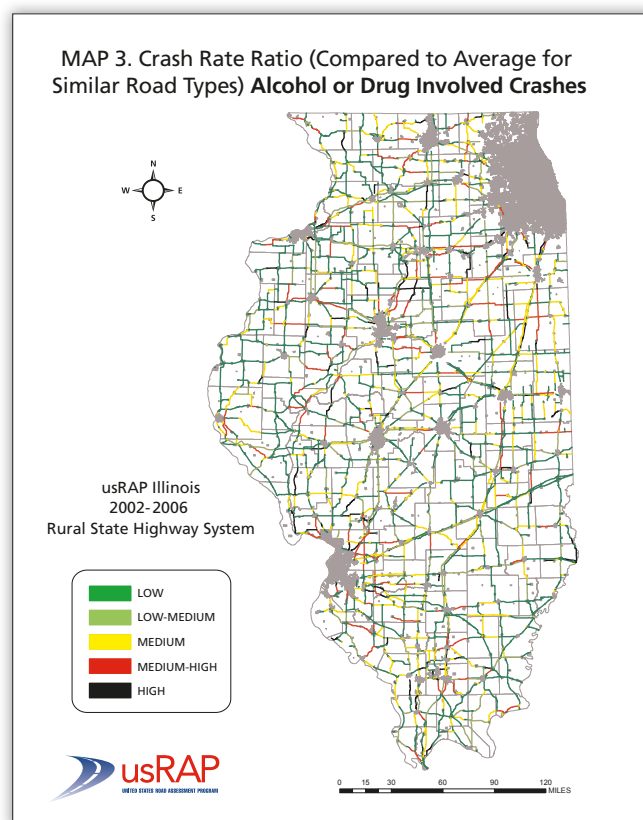 MAP 3. Crash Rate Ratio (Compared to Average for
Similar Road Types) Alcohol or Drug Involved Crashes
N
W E
S
usRAP Illinois
2002-2006
Rural State Highway System
LOW
LOW-MEDIUM
MEDIUM
MEDIUM-HIGH
HIGH
usRAP
UNITED STATES ROAD ASSESSMENT PROGRAM
0 15 30 60 90 120
MILES